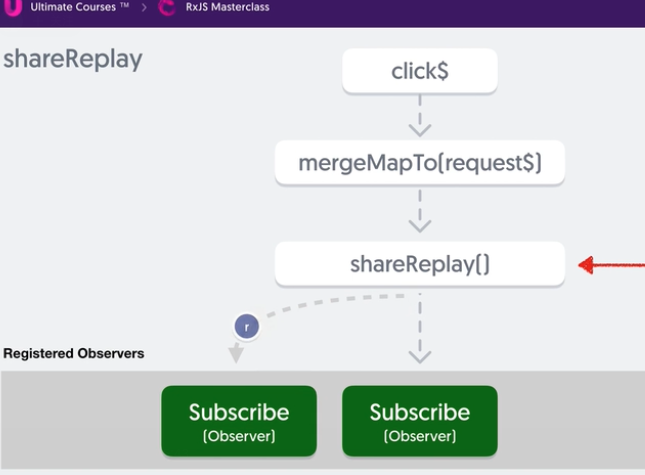 Ultimate Courses ™ > RxJS Masterclass
shareReplay
click$
mergeMapTo(request$)
shareReplay()
r
Registered Observers
Subscribe
(Observer)
Subscribe
(Observer)